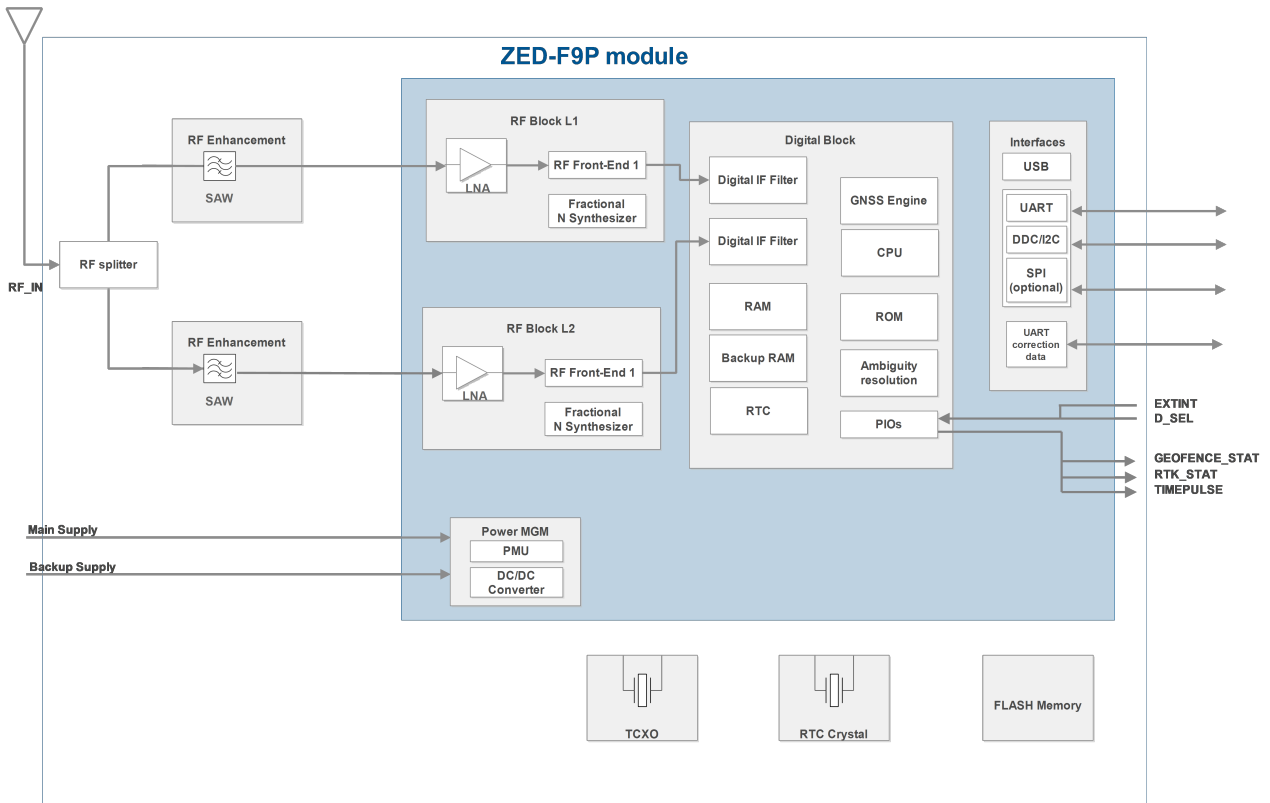 ZED-F9P module
RF_IN
RF splitter
RF Enhancement
SAW
RF Enhancement
SAW
RF Block L1
LNA
RF Front-End 1
Fractional
N Synthesizer
RF Block L2
LNA
RF Front-End 1
Fractional
N Synthesizer
Digital Block
Digital IF Filter
Digital IF Filter
RAM
Backup RAM
RTC
GNSS Engine
CPU
ROM
Ambiguity
resolution
PIOs
Interfaces
USB
UART
DDC/I2C
SPI
(optional)
UART
correction
data
EXTINT
D_SEL
GEOFENCE_STAT
RTK_STAT
TIMEPULSE
Main Supply
Backup Supply
Power MGM
PMU
DC/DC
Converter
TCXO
RTC Crystal
FLASH Memory